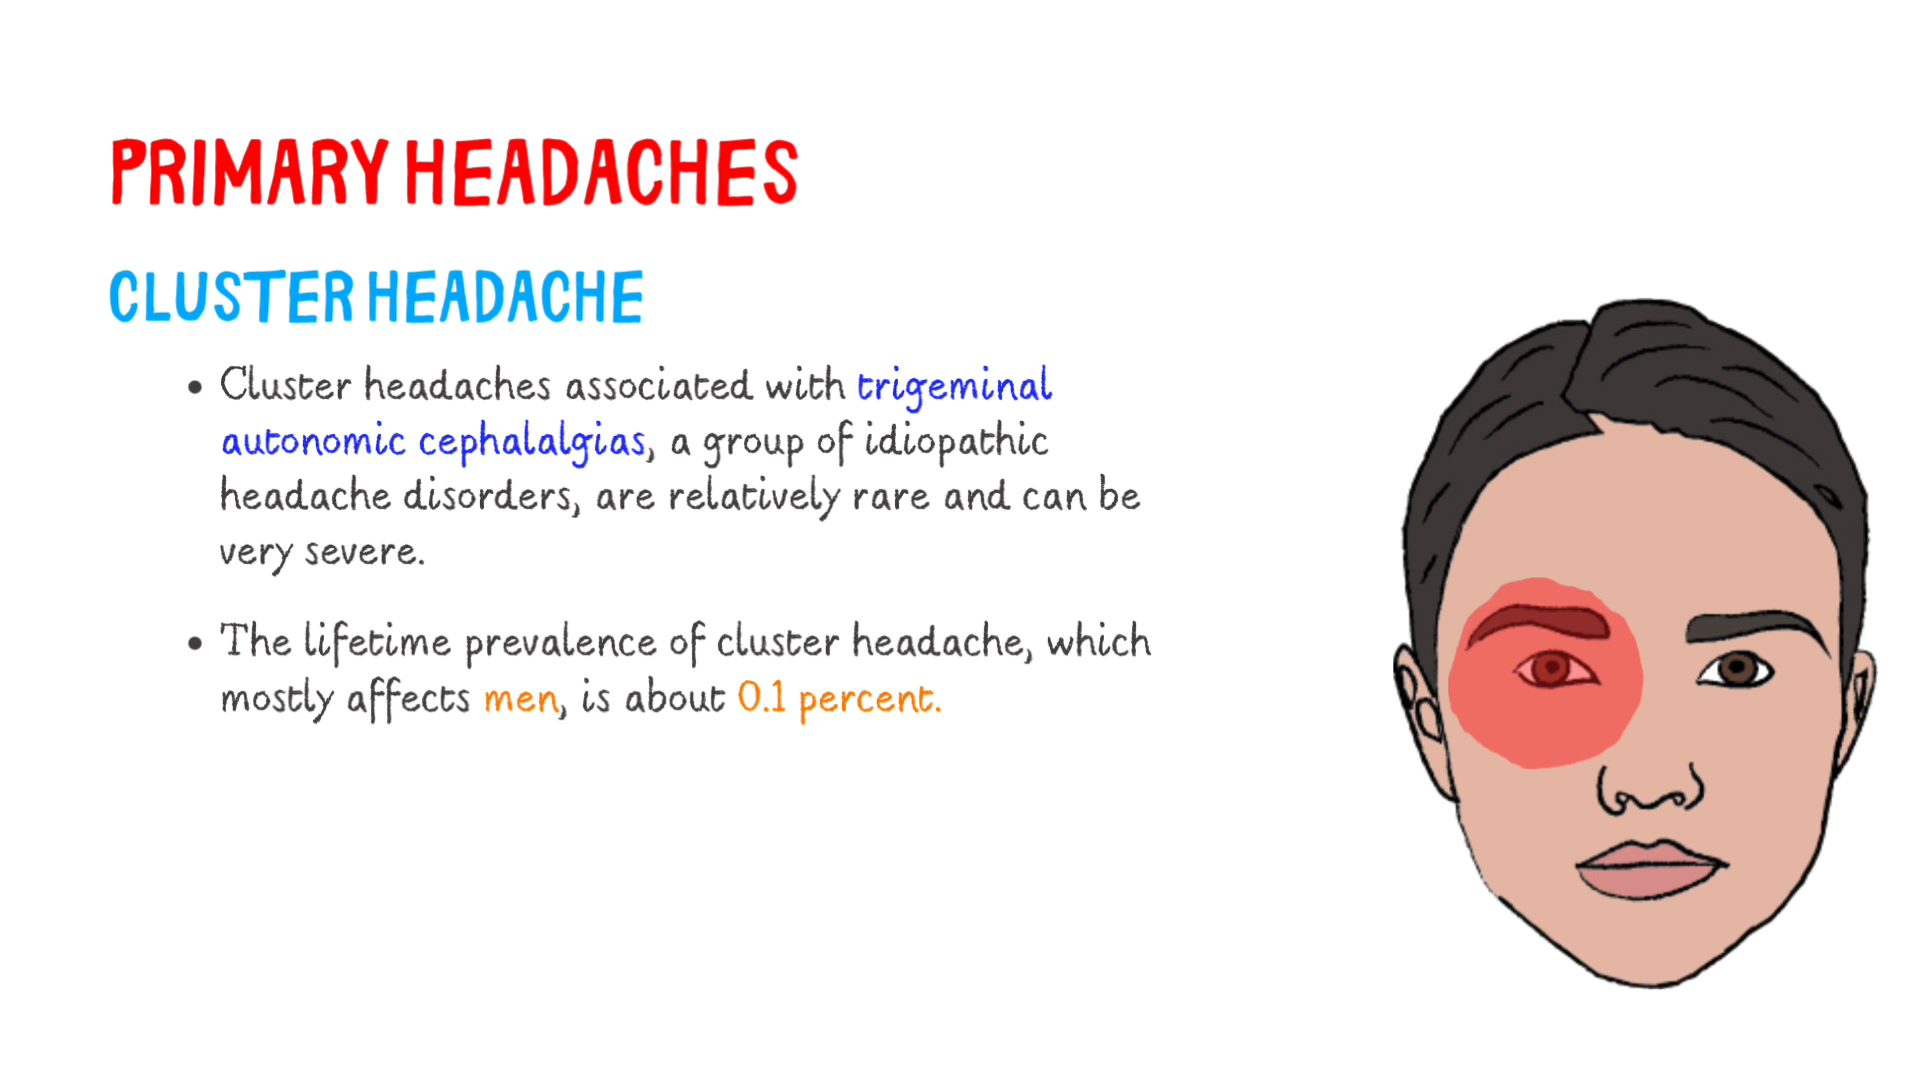 PRIMARY HEADACHES
CLUSTER HEADACHE
• Cluster headaches associated with trigeminal
autonomic cephalalgias, a group of idiopathic
headache disorders, are relatively rare and can be
very severe.
• The lifetime prevalence of cluster headache, which
mostly affects men, is about 0.1 percent.